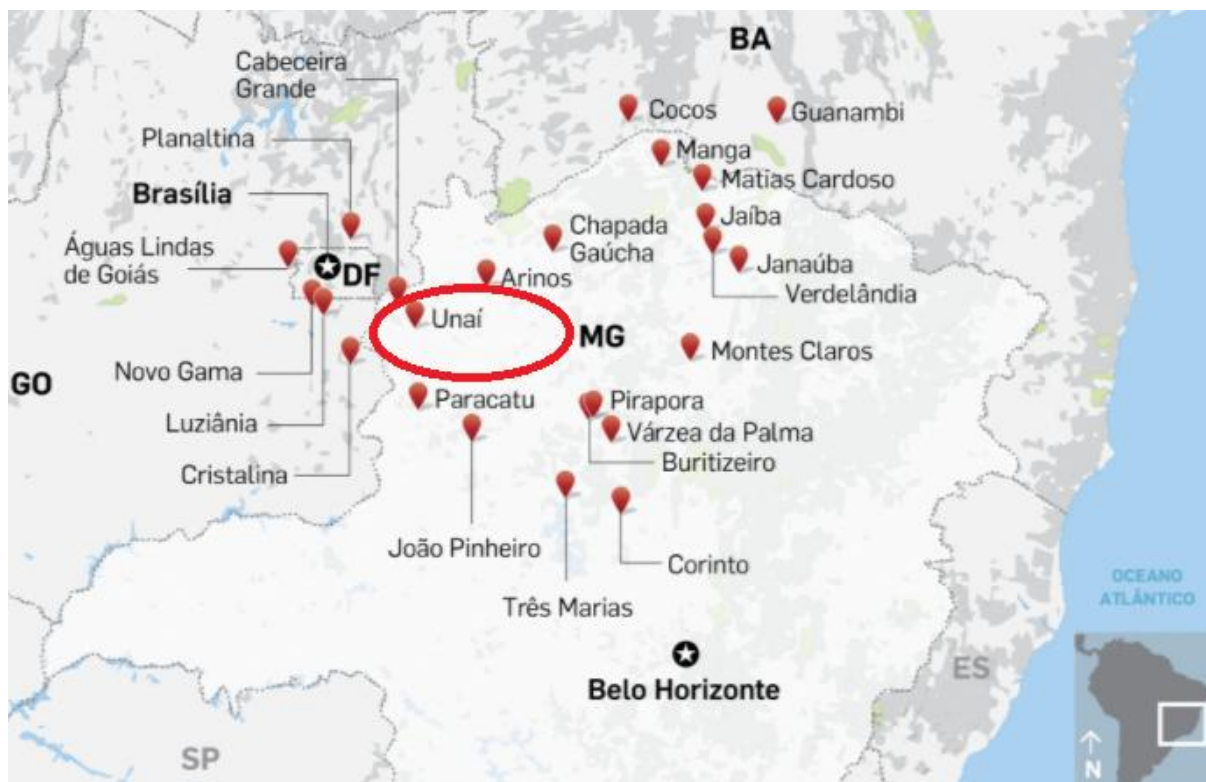 BA
Cabeceira
Grande
Cocos
Guanambi
Planaltina
Manga
Matias Cardoso
Brasília
Jaíba
Chapada
Gaúcha
Águas Lindas
de Goiás
DF
Janaúba
Arinos
Verdelândia
Unaí
MG
Montes Claros
Novo Gama
GO
Paracatu
Pirapora
Luziânia
Várzea da Palma
Buritizeiro
Cristalina
João Pinheiro
Corinto
OCEANO
ATLÂNTICO
Três Marias
ES
Belo Horizonte
SP
N